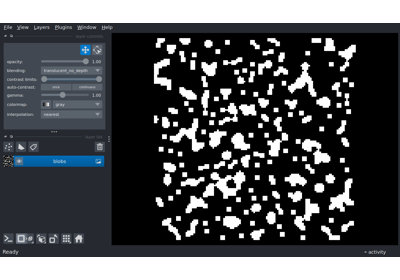 File View Layers Plugins Window Help
opacity: 1.00
blending: translucent_no_depth
contrast limits:
auto-contrast: once continuous
gamma: 1.00
colormap: gray
interpolation: nearest
blobs
Ready
activity